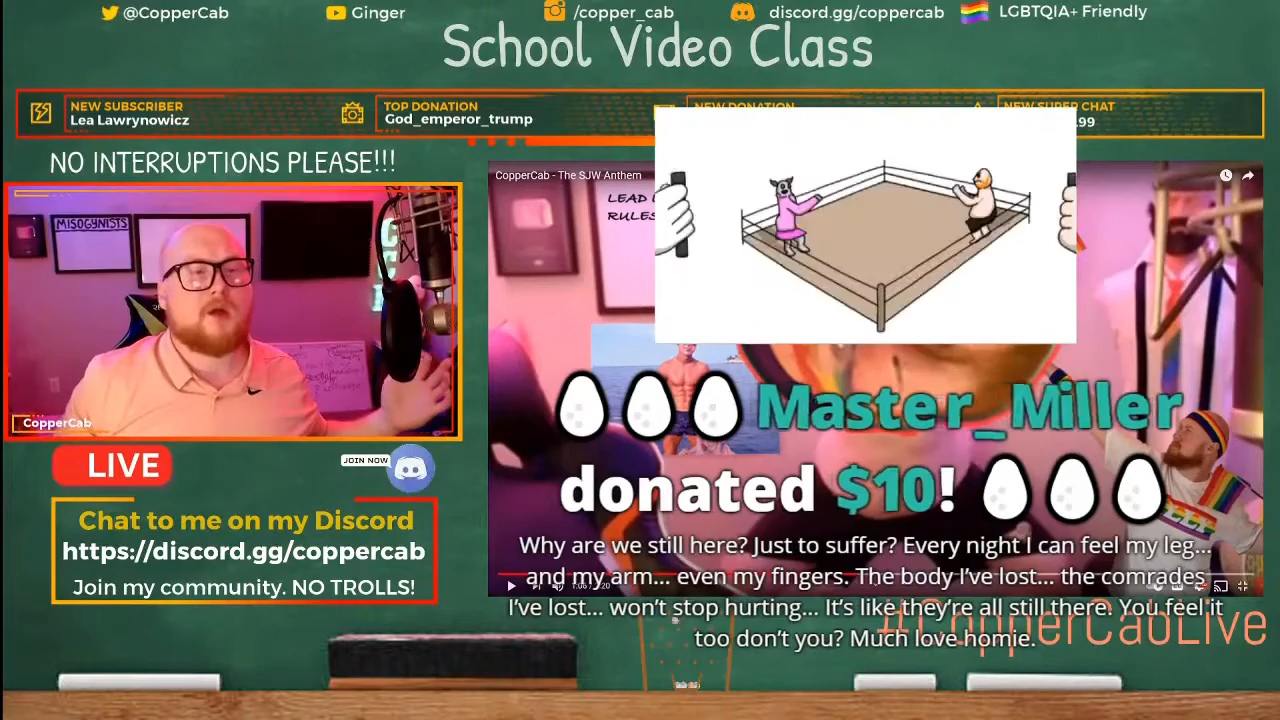 @CopperCab
Ginger
/copper_cab
discord.gg/coppercab
LGBTQIA+ Friendly
School Video Class
NEW SUBSCRIBER
Lea Lawrynowicz
TOP DONATION
God_emperor_trump
NEW DONATION
NEW SUPER CHAT
.99
NO INTERRUPTIONS PLEASE!!!
CopperCab - The SJW Anthem
LEAD
RULES
MISOGYNISTS
CopperCab
LIVE
JOIN NOW
Chat to me on my Discord
https://discord.gg/coppercab
Join my community. NO TROLLS!
Master_Miller
donated $10!
Why are we still here? Just to suffer? Every night I can feel my leg...
and my arm... even my fingers. The body I've lost... the comrades
I've lost... won't stop hurting... It's like they're all still there. You feel it
too don't you? Much love homie.
#CopperCabLive